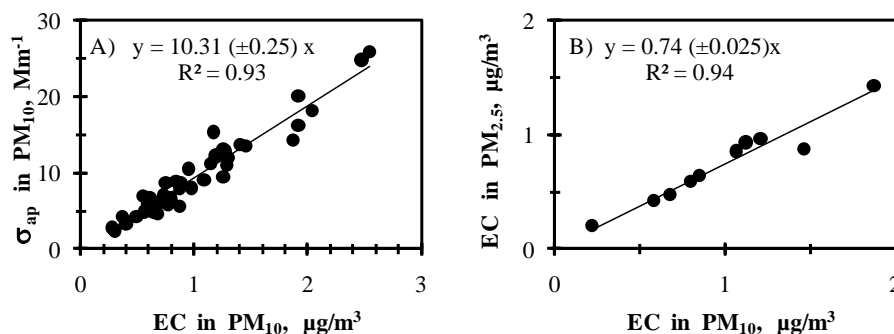 A) y = 10.31 (±0.25) x
R² = 0.93
σap in PM10, Mm-1
30
20
10
0
0 1 2 3
EC in PM10, µg/m3
B) y = 0.74 (±0.025)x
R² = 0.94
EC in PM2.5, µg/m3
2
1
0
0 1 2
EC in PM10, µg/m3